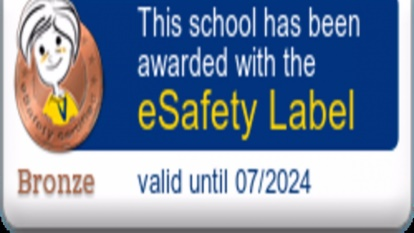 This school has been
awarded with the
eSafety Label
Bronze
valid until 07/2024